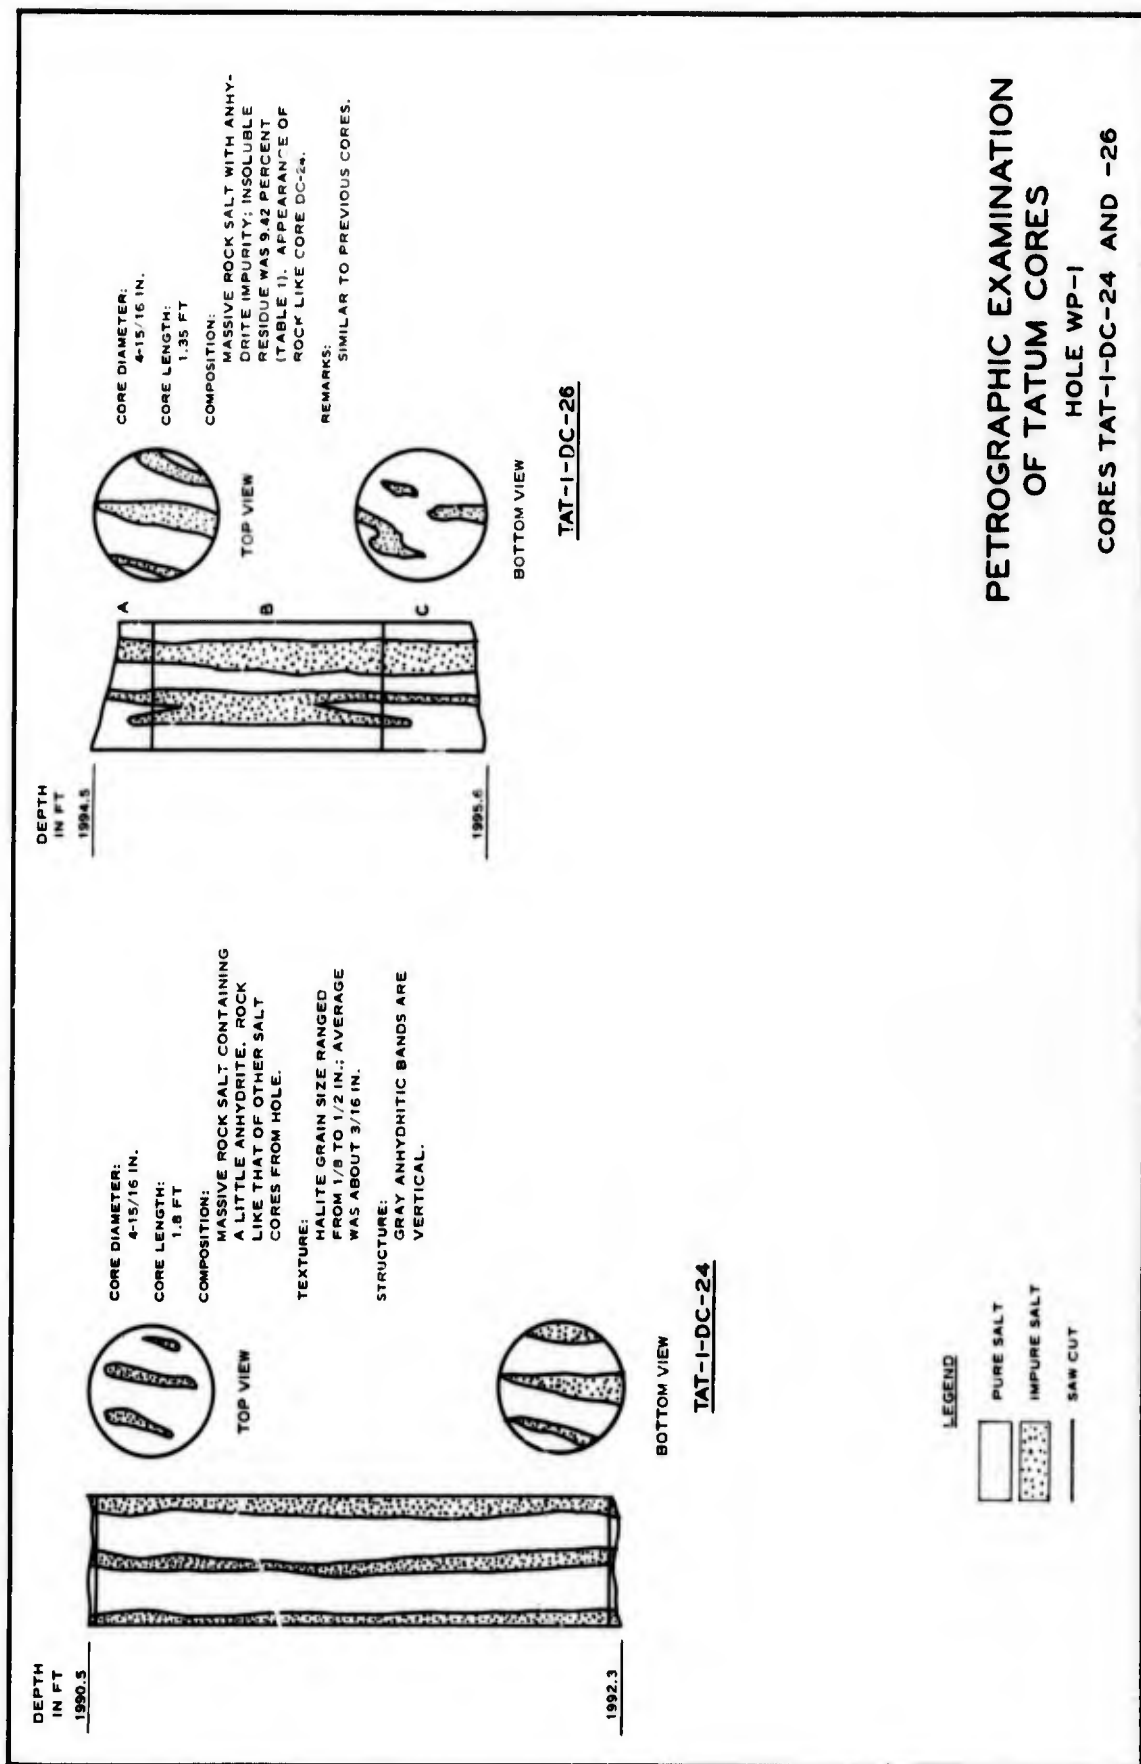 DEPTH
IN FT
1990.5
1992.3
TOP VIEW
BOTTOM VIEW
CORE DIAMETER:
4-15/16 IN.
CORE LENGTH:
1.8 FT
COMPOSITION:
MASSIVE ROCK SALT CONTAINING
A LITTLE ANHYDRITE. ROCK
LIKE THAT OF OTHER SALT
CORES FROM HOLE.
TEXTURE:
HALITE GRAIN SIZE RANGED
FROM 1/8 TO 1/2 IN.; AVERAGE
WAS ABOUT 3/16 IN.
STRUCTURE:
GRAY ANHYDRITIC BANDS ARE
VERTICAL.
TAT-1-DC-24
DEPTH
IN FT
1994.5
1995.6
A
B
C
TOP VIEW
BOTTOM VIEW
CORE DIAMETER:
4-15/16 IN.
CORE LENGTH:
1.35 FT
COMPOSITION:
MASSIVE ROCK SALT WITH ANHY-
DRITE IMPURITY; INSOLUBLE
RESIDUE WAS 9.42 PERCENT
(TABLE 1). APPEARANCE OF
ROCK LIKE CORE DC-24.
REMARKS:
SIMILAR TO PREVIOUS CORES.
TAT-1-DC-26
LEGEND
PURE SALT
IMPURE SALT
SAW CUT
PETROGRAPHIC EXAMINATION
OF TATUM CORES
HOLE WP-1
CORES TAT-1-DC-24 AND -26